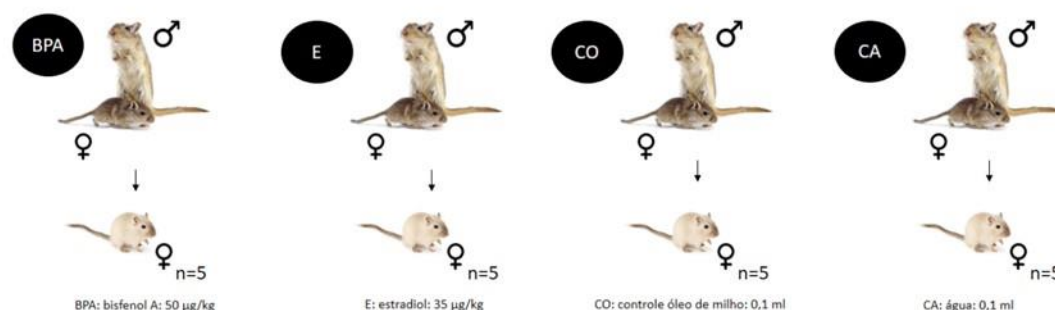 BPA
E
CO
CA
n=5
n=5
n=5
n=5
BPA: bisfenol A: 50 µg/kg
E: estradiol: 35 µg/kg
CO: controle óleo de milho: 0,1 ml
CA: água: 0,1 ml